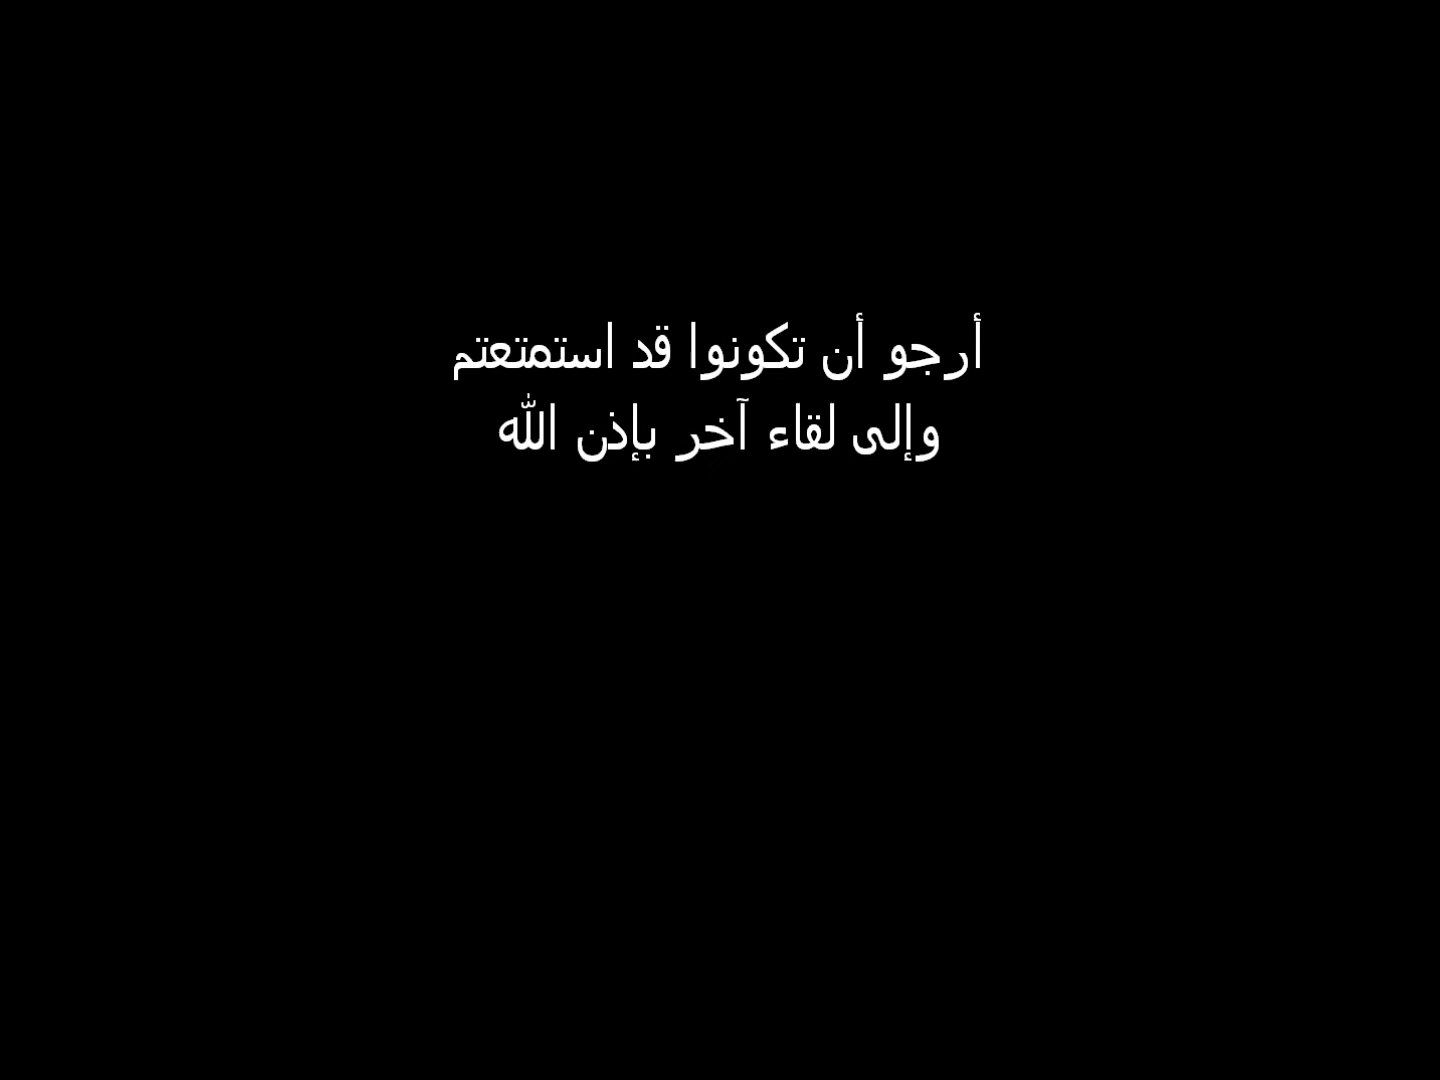 أرجو أن تكونوا قد استمتعتم
وإلى لقاء آخر بإذن الله